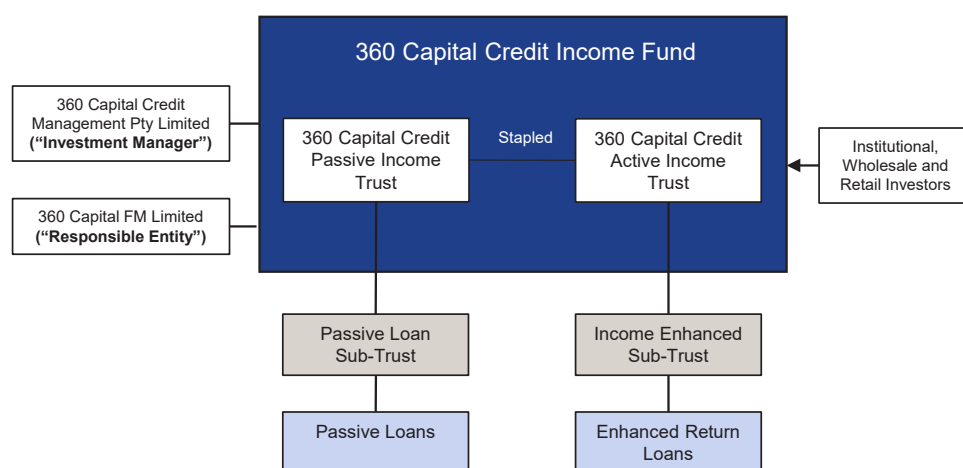 360 Capital Credit Income Fund
360 Capital Credit
Management Pty Limited
(“Investment Manager”)
360 Capital FM Limited
(“Responsible Entity”)
360 Capital Credit
Passive Income
Trust
Stapled
360 Capital Credit
Active Income
Trust
Institutional,
Wholesale and
Retail Investors
Passive Loan
Sub-Trust
Income Enhanced
Sub-Trust
Passive Loans
Enhanced Return
Loans